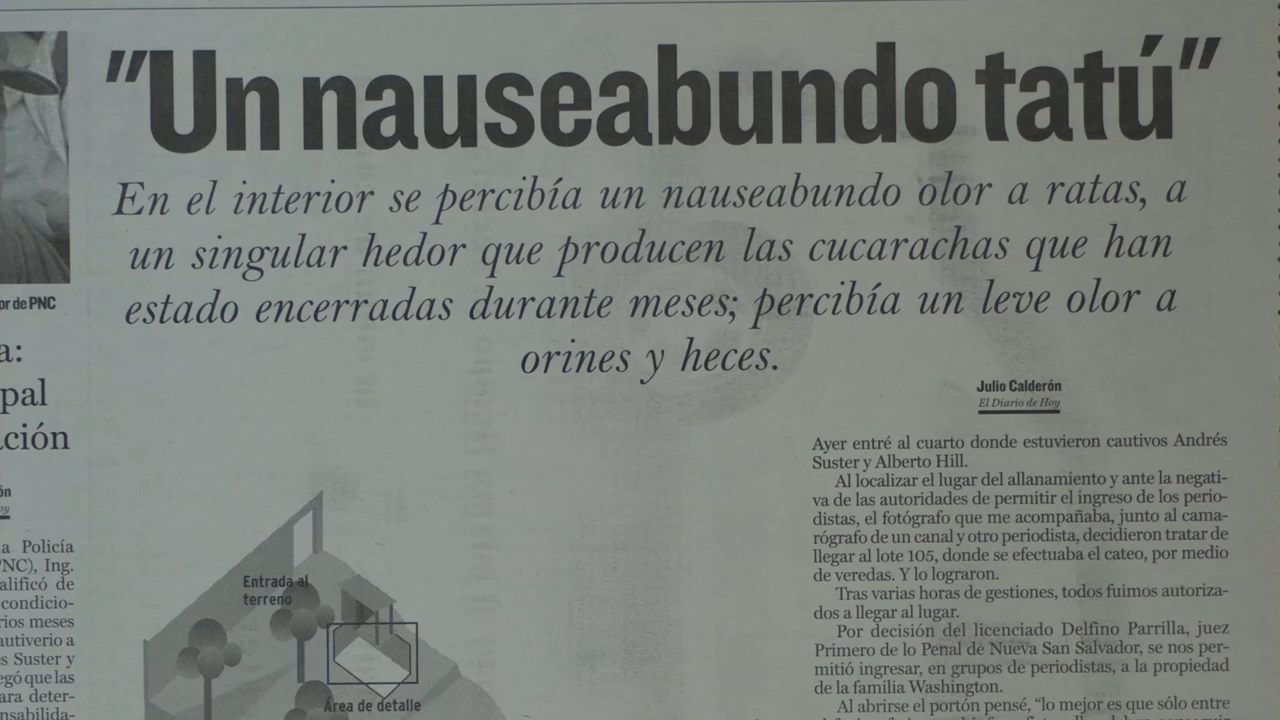 "Un nauseabundo tatú"
En el interior se percibía un nauseabundo olor a ratas, a
un singular hedor que producen las cucarachas que han
estado encerradas durante meses; percibía un leve olor a
orines y heces.
or de PNC
a:
pal
ción
ón
oy
a Policía
PNC), Ing.
alificó de
condicio-
rios meses
autiverio a
és Suster y
egó que las
ara deter-
nsabilida-
Entrada al
terreno
Área de detalle
Julio Calderón
El Diario de Hoy
Ayer entré al cuarto donde estuvieron cautivos Andrés
Suster y Alberto Hill.
Al localizar el lugar del allanamiento y ante la negati-
va de las autoridades de permitir el ingreso de los perio-
distas, el fotógrafo que me acompañaba, junto al cama-
rógrafo de un canal y otro periodista, decidieron tratar de
llegar al lote 105, donde se efectuaba el cateo, por medio
de veredas. Y lo lograron.
Tras varias horas de gestiones, todos fuimos autoriza-
dos a llegar al lugar.
Por decisión del licenciado Delfino Parrilla, juez
Primero de lo Penal de Nueva San Salvador, se nos per-
mitió ingresar, en grupos de periodistas, a la propiedad
de la familia Washington.
Al abrirse el portón pensé, "lo mejor es que sólo entre